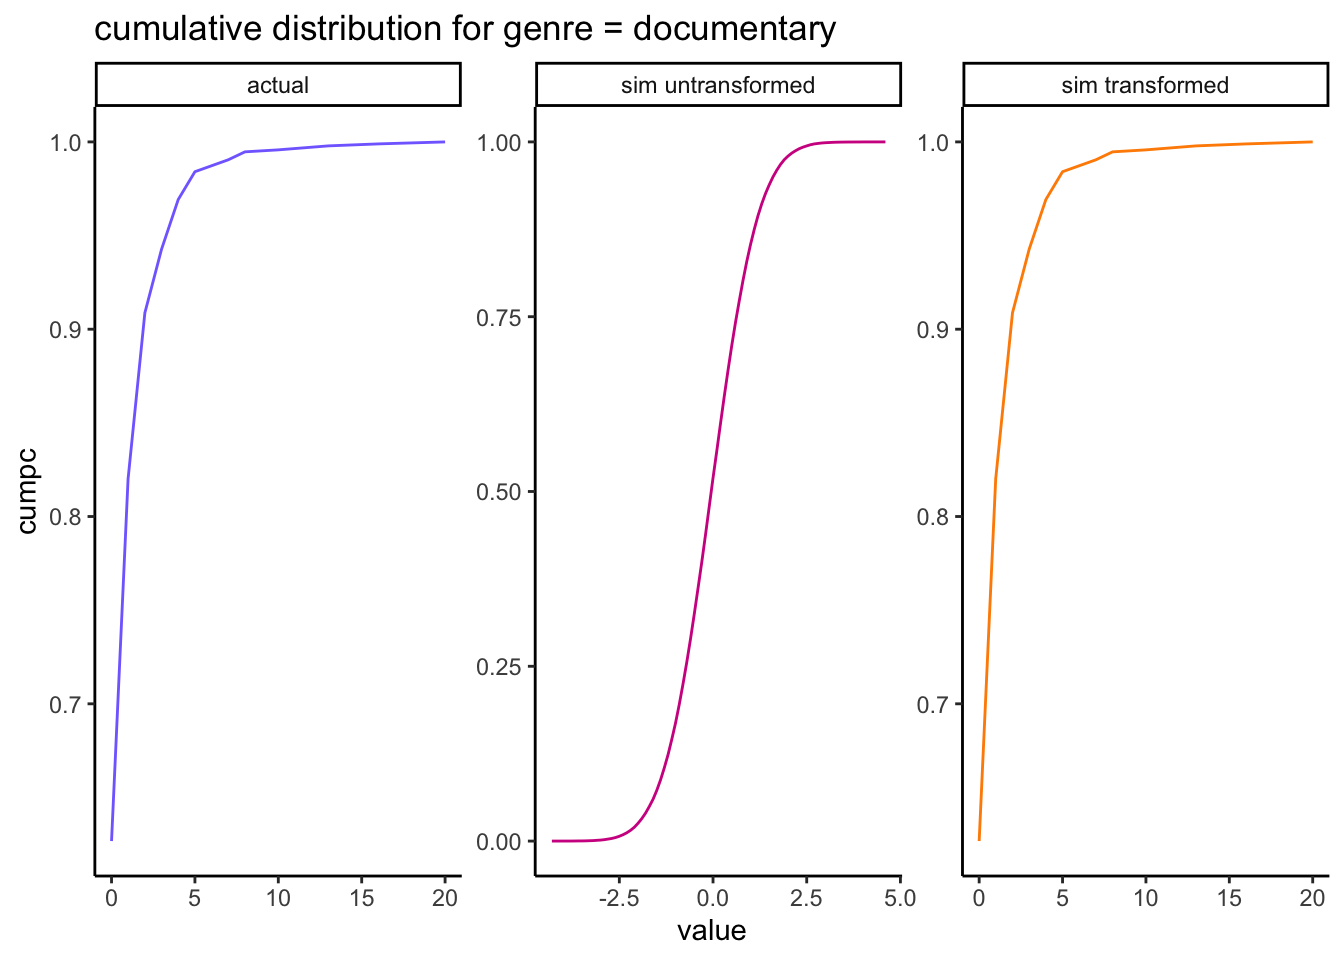 cumulative distribution for genre = documentary
actual
sim untransformed
sim transformed
cumpc
1.0
0.9
0.8
0.7
0 5 10 15 20
1.00
0.75
0.50
0.25
0.00
-2.5 0.0 2.5 5.0
1.0
0.9
0.8
0.7
0 5 10 15 20
value